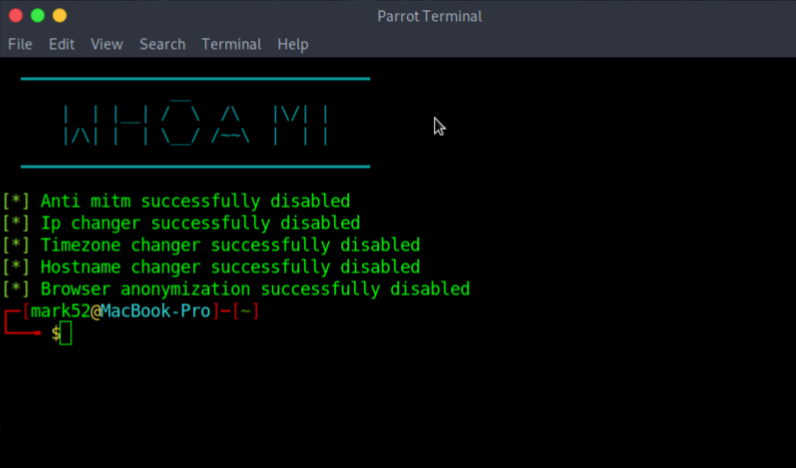 Parrot Terminal
File Edit View Search Terminal Help
WHOAMI
[*] Anti mitm successfully disabled
[*] Ip changer successfully disabled
[*] Timezone changer successfully disabled
[*] Hostname changer successfully disabled
[*] Browser anonymization successfully disabled
┌─[mark52@MacBook-Pro]─[~]
└──╼ $